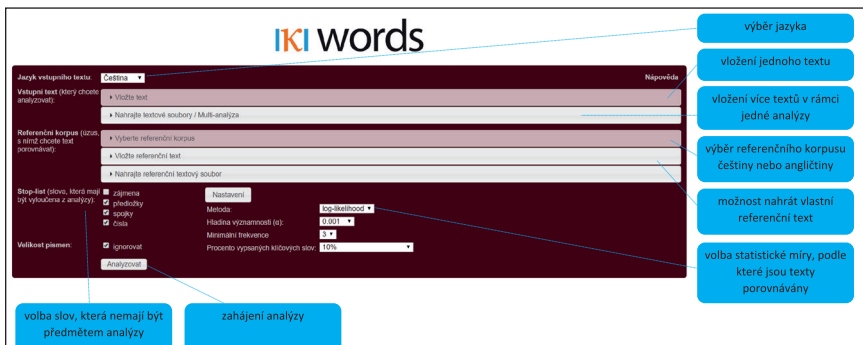 KI words
výběr jazyka
Jazyk vstupního textu: Čeština Nápověda
vložení jednoho textu
Vstupní text (který chcete
analyzovat):
Vložte text
Nahrajte textové soubory / Multi-analýza
vložení více textů v rámci
jedné analýzy
Referenční korpus (úzus,
s nímž chcete text
porovnávat):
Vyberte referenční korpus
Vložte referenční text
Nahrajte referenční textový soubor
výběr referenčního korpusu
češtiny nebo angličtiny
Stop-list (slova, která mají
být vyloučena z analýzy):
zájmena
předložky
spojky
čísla
Nastavení
Metoda: log-likelihood
Hladina významnosti (α): 0.001
Minimální frekvence 3
Procento vypsaných klíčových slov: 10%
možnost nahrát vlastní
referenční text
Velikost písmen: ignorovat
Analyzovat
volba statistické míry, podle
které jsou texty
porovnávány
volba slov, která nemají být
předmětem analýzy
zahájení analýzy